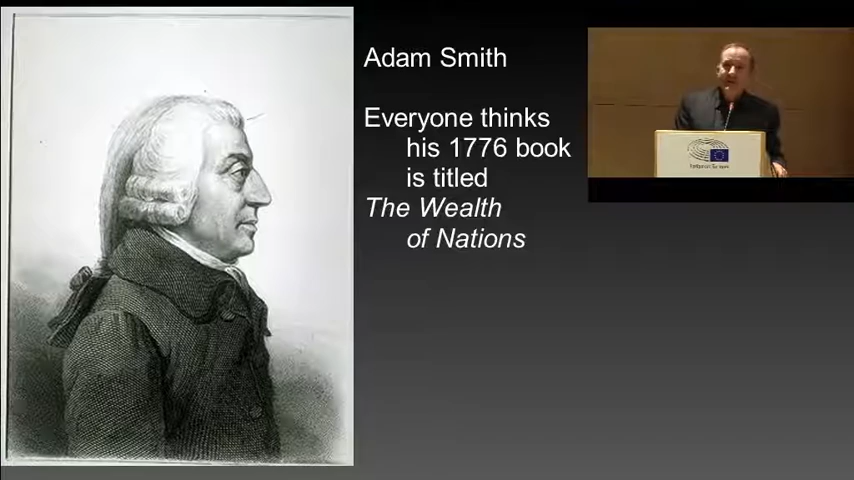 Adam Smith
Everyone thinks
his 1776 book
is titled
The Wealth
of Nations